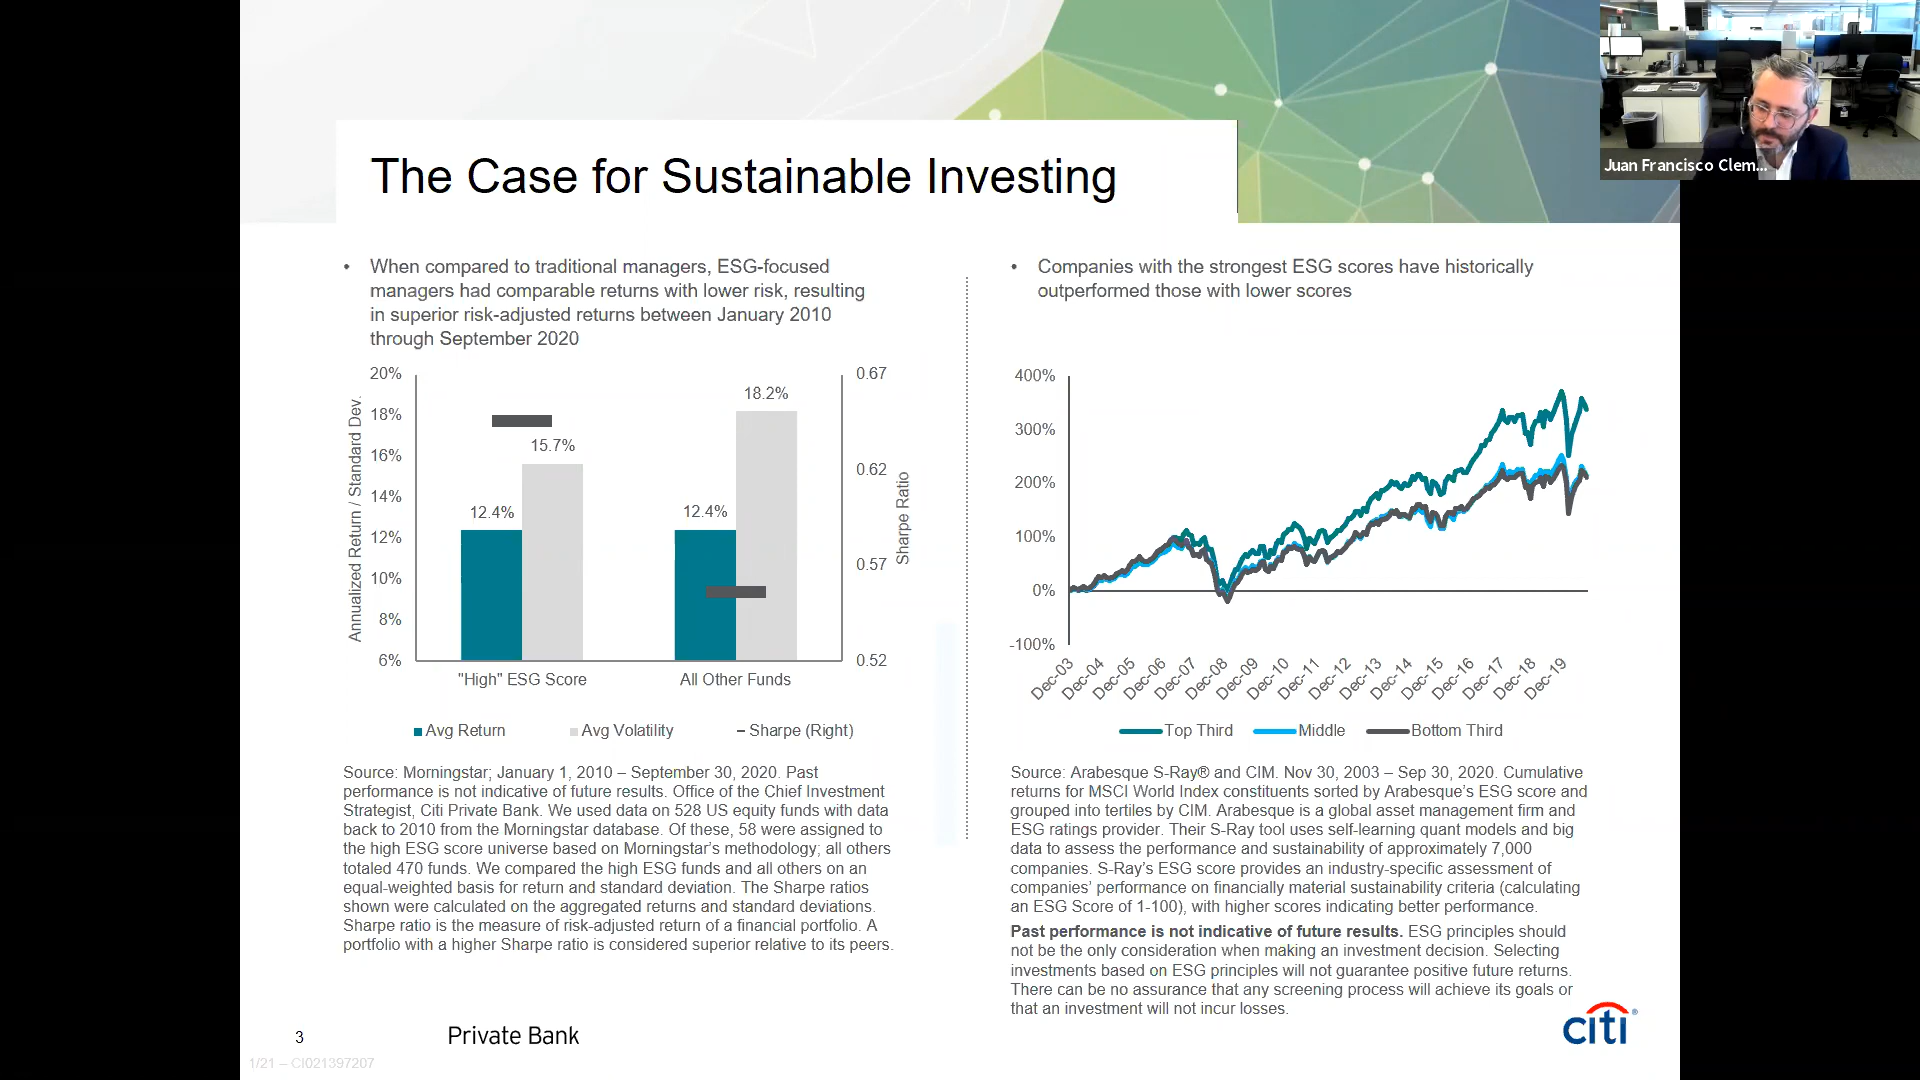 The Case for Sustainable Investing
Juan Francisco Clem...
• When compared to traditional managers, ESG-focused
managers had comparable returns with lower risk, resulting
in superior risk-adjusted returns between January 2010
through September 2020
20%
18%
16%
14%
12%
10%
8%
6%
Annualized Return / Standard Dev.
12.4%
15.7%
12.4%
18.2%
0.67
0.62
0.57
0.52
Sharpe Ratio
"High" ESG Score
All Other Funds
Avg Return
Avg Volatility
Sharpe (Right)
Source: Morningstar; January 1, 2010 – September 30, 2020. Past
performance is not indicative of future results. Office of the Chief Investment
Strategist, Citi Private Bank. We used data on 528 US equity funds with data
back to 2010 from the Morningstar database. Of these, 58 were assigned to
the high ESG score universe based on Morningstar's methodology; all others
totaled 470 funds. We compared the high ESG funds and all others on an
equal-weighted basis for return and standard deviation. The Sharpe ratios
shown were calculated on the aggregated returns and standard deviations.
Sharpe ratio is the measure of risk-adjusted return of a financial portfolio. A
portfolio with a higher Sharpe ratio is considered superior relative to its peers.
• Companies with the strongest ESG scores have historically
outperformed those with lower scores
400%
300%
200%
100%
0%
-100%
Dec-03
Dec-04
Dec-05
Dec-06
Dec-07
Dec-08
Dec-09
Dec-10
Dec-11
Dec-12
Dec-13
Dec-14
Dec-15
Dec-16
Dec-17
Dec-18
Dec-19
Top Third
Middle
Bottom Third
Source: Arabesque S-Ray® and CIM. Nov 30, 2003 – Sep 30, 2020. Cumulative
returns for MSCI World Index constituents sorted by Arabesque's ESG score and
grouped into tertiles by CIM. Arabesque is a global asset management firm and
ESG ratings provider. Their S-Ray tool uses self-learning quant models and big
data to assess the performance and sustainability of approximately 7,000
companies. S-Ray's ESG score provides an industry-specific assessment of
companies' performance on financially material sustainability criteria (calculating
an ESG Score of 1-100), with higher scores indicating better performance.
Past performance is not indicative of future results. ESG principles should
not be the only consideration when making an investment decision. Selecting
investments based on ESG principles will not guarantee positive future returns.
There can be no assurance that any screening process will achieve its goals or
that an investment will not incur losses.
3
Private Bank
citi®
1/21 – CI021397207